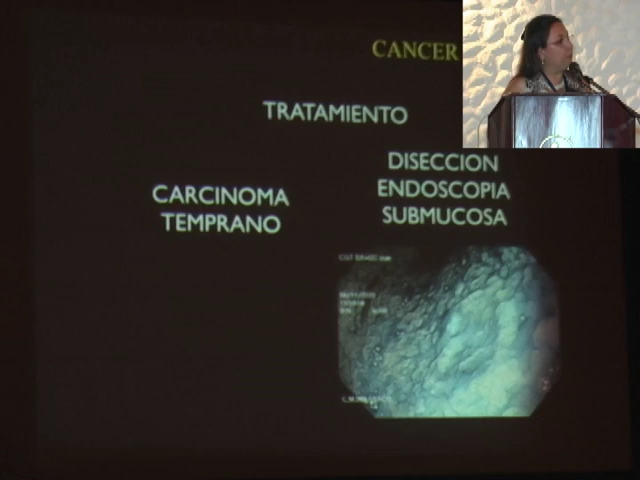 CANCER
TRATAMIENTO
CARCINOMA
TEMPRANO
DISECCION
ENDOSCOPIA
SUBMUCOSA